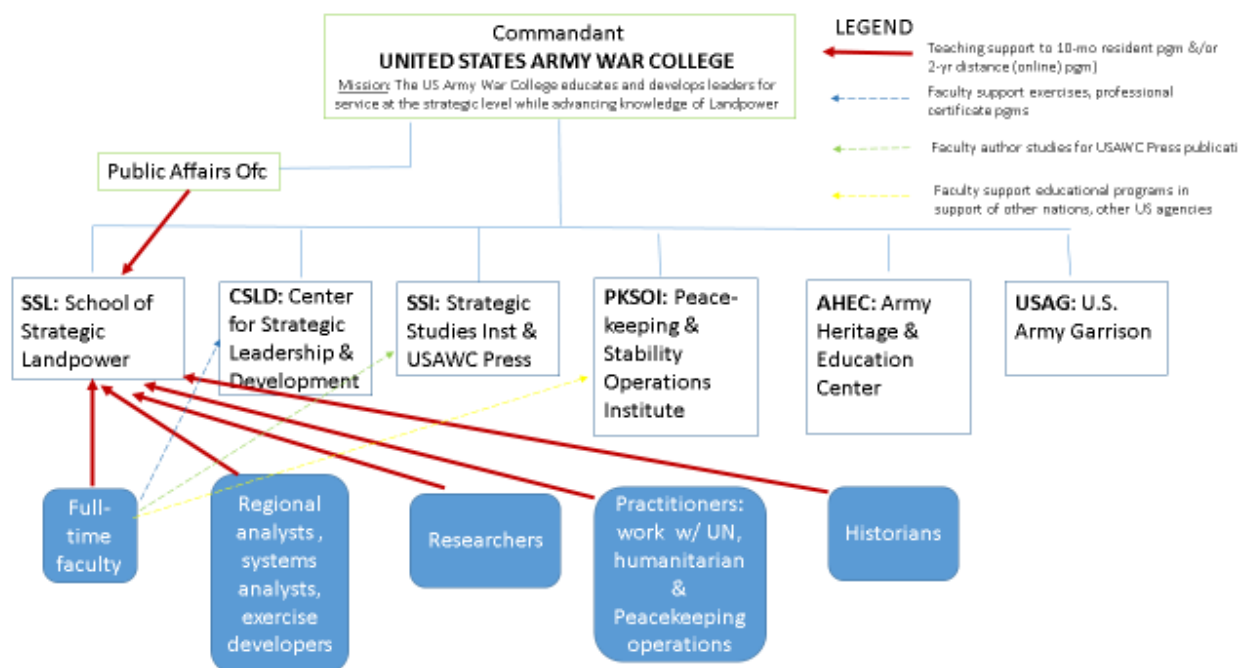 Commandant
UNITED STATES ARMY WAR COLLEGE
Mission: The US Army War College educates and develops leaders for
service at the strategic level while advancing knowledge of Landpower
LEGEND
Teaching support to 10-mo resident pgm &/or
2-yr distance (online) pgm)
Faculty support exercises, professional
certificate pgms
Faculty author studies for USAWC Press publicati
Faculty support educational programs in
support of other nations, other US agencies
Public Affairs Ofc
SSL: School of
Strategic
Landpower
CSLD: Center
for Strategic
Leadership &
Development
SSI: Strategic
Studies Inst &
USAWC Press
PKSOI: Peace-
keeping &
Stability
Operations
Institute
AHEC: Army
Heritage &
Education
Center
USAG: U.S.
Army Garrison
Full-
time
faculty
Regional
analysts ,
systems
analysts,
exercise
developers
Researchers
Practitioners:
work w/ UN,
humanitarian
&
Peacekeeping
operations
Historians